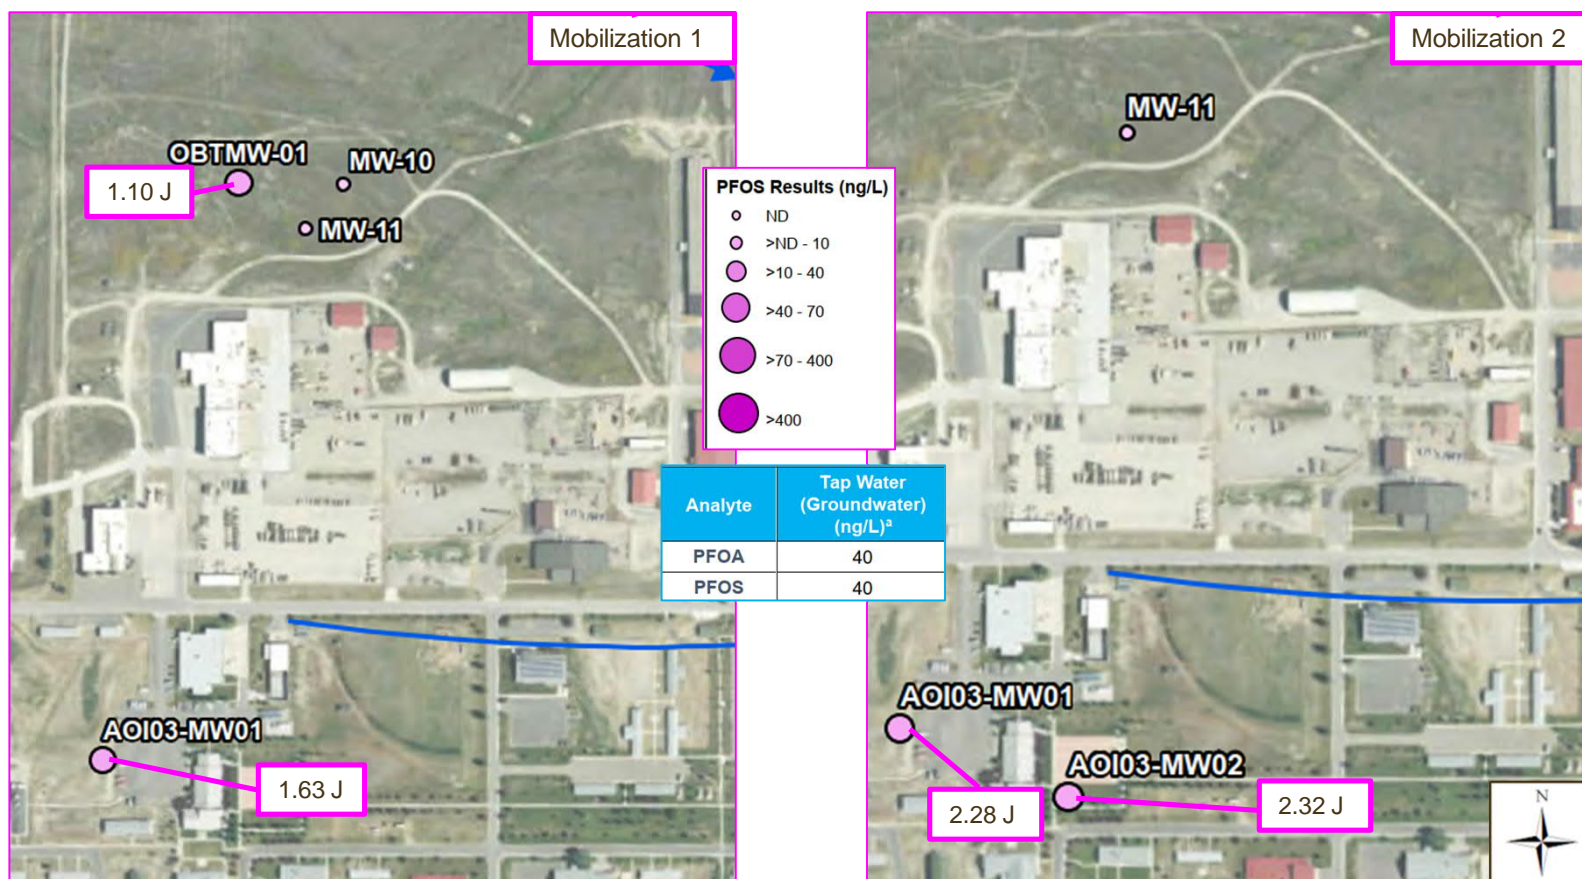 Mobilization 1
OBTMW-01
MW-10
1.10 J
MW-11
AOI03-MW01
1.63 J
PFOS Results (ng/L)
ND
>ND - 10
>10 - 40
>40 - 70
>70 - 400
>400
Analyte
Tap Water
(Groundwater)
(ng/L)ᵃ
PFOA
40
PFOS
40
Mobilization 2
MW-11
AOI03-MW01
AOI03-MW02
2.28 J
2.32 J
N